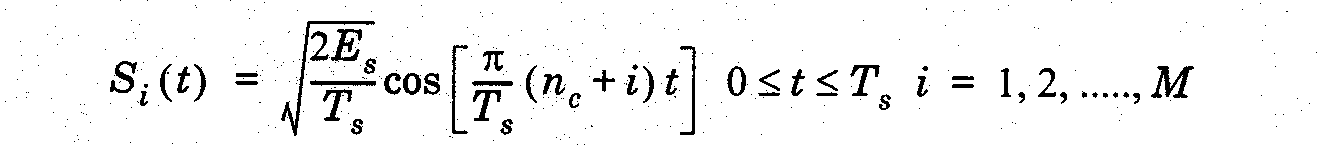 S_i(t) = √(2E_s/T_s) cos[π/T_s (n_c + i)t] 0 ≤ t ≤ T_s i = 1, 2, ....., M